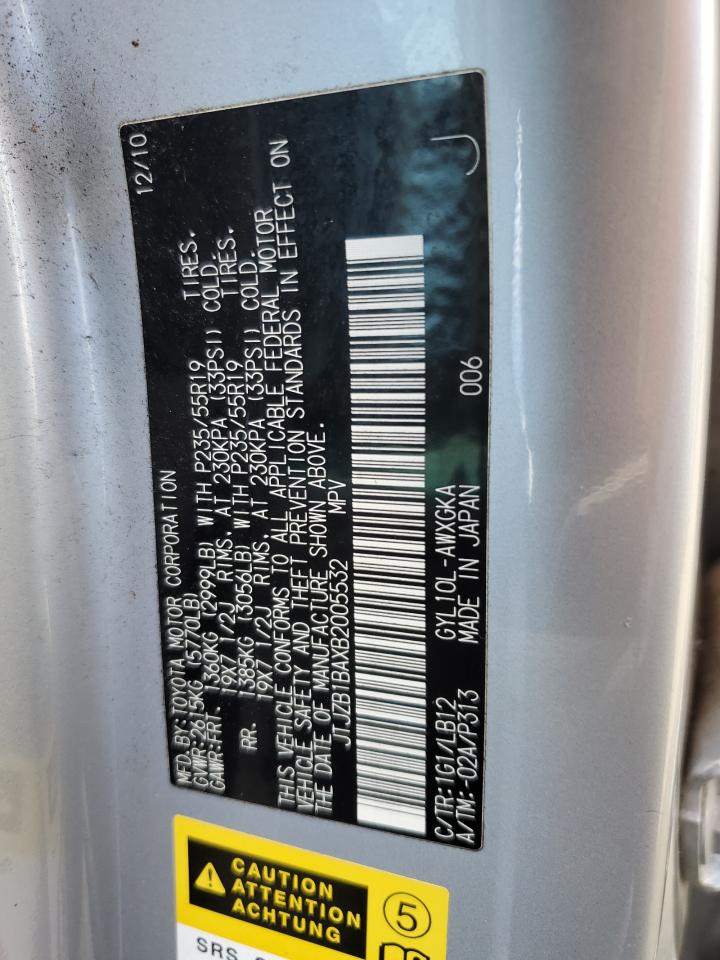 MFD.BY:TOYOTA MOTOR CORPORATION 12/10
GVWR:2615KG (5770LB)
GAWR:FRT. 1360KG (2999LB) WITH P235/55R19 TIRES.
19X7 1/2J RIMS, AT 230KPA (33PSI) COLD.
RR. 1385KG (3056LB) WITH P235/55R19 TIRES.
19X7 1/2J RIMS, AT 230KPA (33PSI) COLD.
THIS VEHICLE CONFORMS TO ALL APPLICABLE FEDERAL MOTOR
VEHICLE SAFETY AND THEFT PREVENTION STANDARDS IN EFFECT ON
THE DATE OF MANUFACTURE SHOWN ABOVE.
JTJZB1BAXB2005532 MPV
C/TR:1G1/LB12 GYL10L-AWXGKA 006 J
A/TM:-02A/P313 MADE IN JAPAN
CAUTION
ATTENTION
ACHTUNG
5
SRS